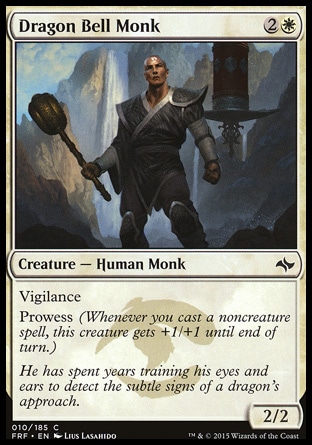 Dragon Bell Monk 2
Creature — Human Monk
Vigilance
Prowess (Whenever you cast a noncreature
spell, this creature gets +1/+1 until end of
turn.)
He has spent years training his eyes and
ears to detect the subtle signs of a dragon's
approach.
2/2
010/185 C
FRF • EN Lius Lasahido
™ & © 2015 Wizards of the Coast